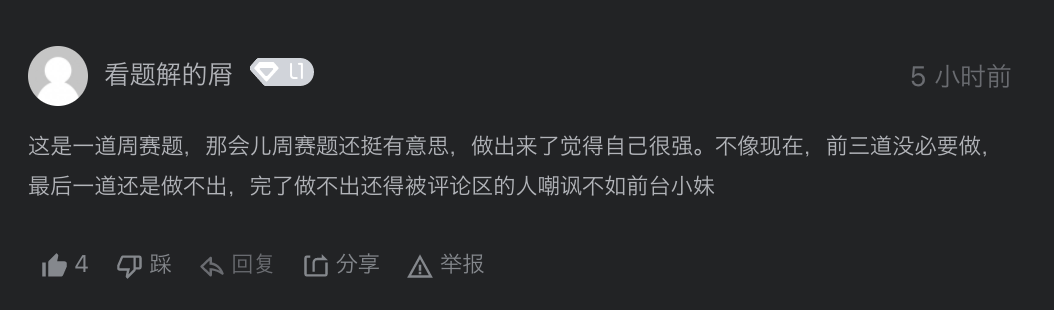 看题解的屑 L1
5 小时前
这是一道周赛题，那会儿周赛题还挺有意思，做出来了觉得自己很强。不像现在，前三道没必要做，
最后一道还是做不出，完了做不出还得被评论区的人嘲讽不如前台小妹
4 踩 回复 分享 举报